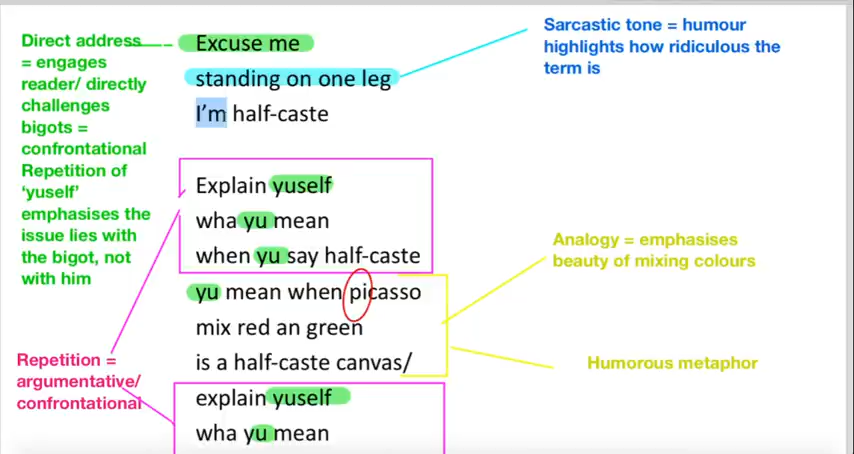 Direct address
= engages
reader/ directly
challenges
bigots =
confrontational
Repetition of
‘yuself’
emphasises the
issue lies with
the bigot, not
with him
Repetition =
argumentative/
confrontational
Excuse me
standing on one leg
I’m half-caste
Explain yuself
wha yu mean
when yu say half-caste
yu mean when picasso
mix red an green
is a half-caste canvas/
explain yuself
wha yu mean
Sarcastic tone = humour
highlights how ridiculous the
term is
Analogy = emphasises
beauty of mixing colours
Humorous metaphor